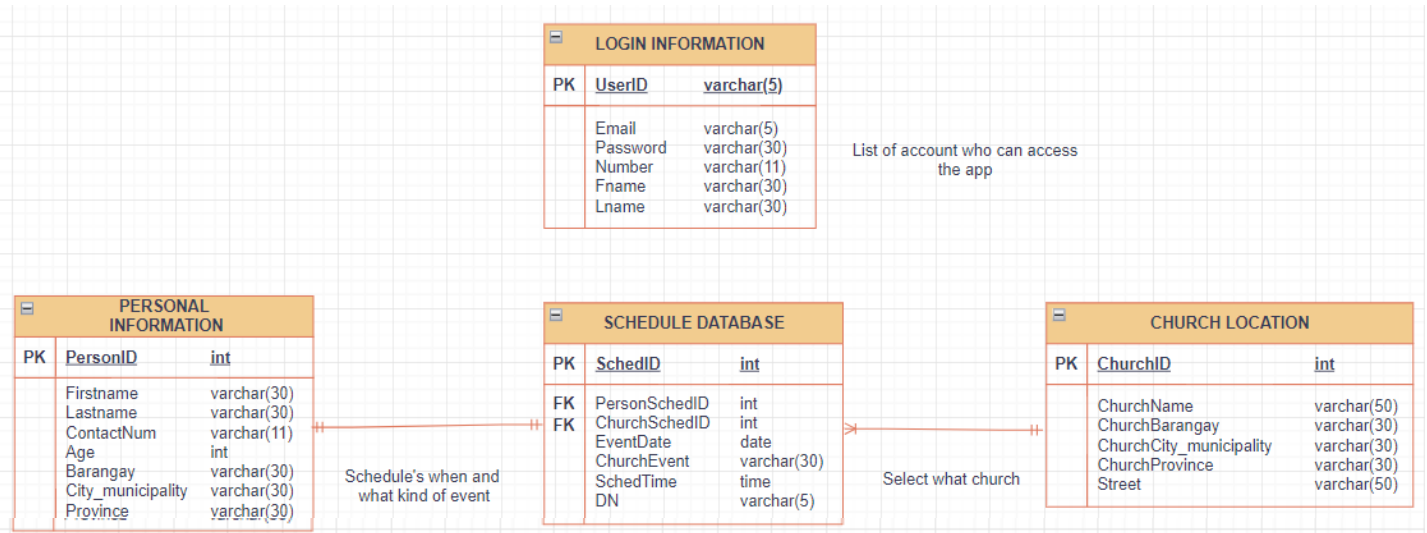 LOGIN INFORMATION
PK UserID varchar(5)
Email varchar(5)
Password varchar(30)
Number varchar(11)
Fname varchar(30)
Lname varchar(30)
List of account who can access
the app
PERSONAL
INFORMATION
PK PersonID int
Firstname varchar(30)
Lastname varchar(30)
ContactNum varchar(11)
Age int
Barangay varchar(30)
City_municipality varchar(30)
Province varchar(30)
Schedule's when and
what kind of event
SCHEDULE DATABASE
PK SchedID int
FK PersonSchedID int
FK ChurchSchedID int
EventDate date
ChurchEvent varchar(30)
SchedTime time
DN varchar(5)
Select what church
CHURCH LOCATION
PK ChurchID int
ChurchName varchar(50)
ChurchBarangay varchar(30)
ChurchCity_municipality varchar(30)
ChurchProvince varchar(30)
Street varchar(50)